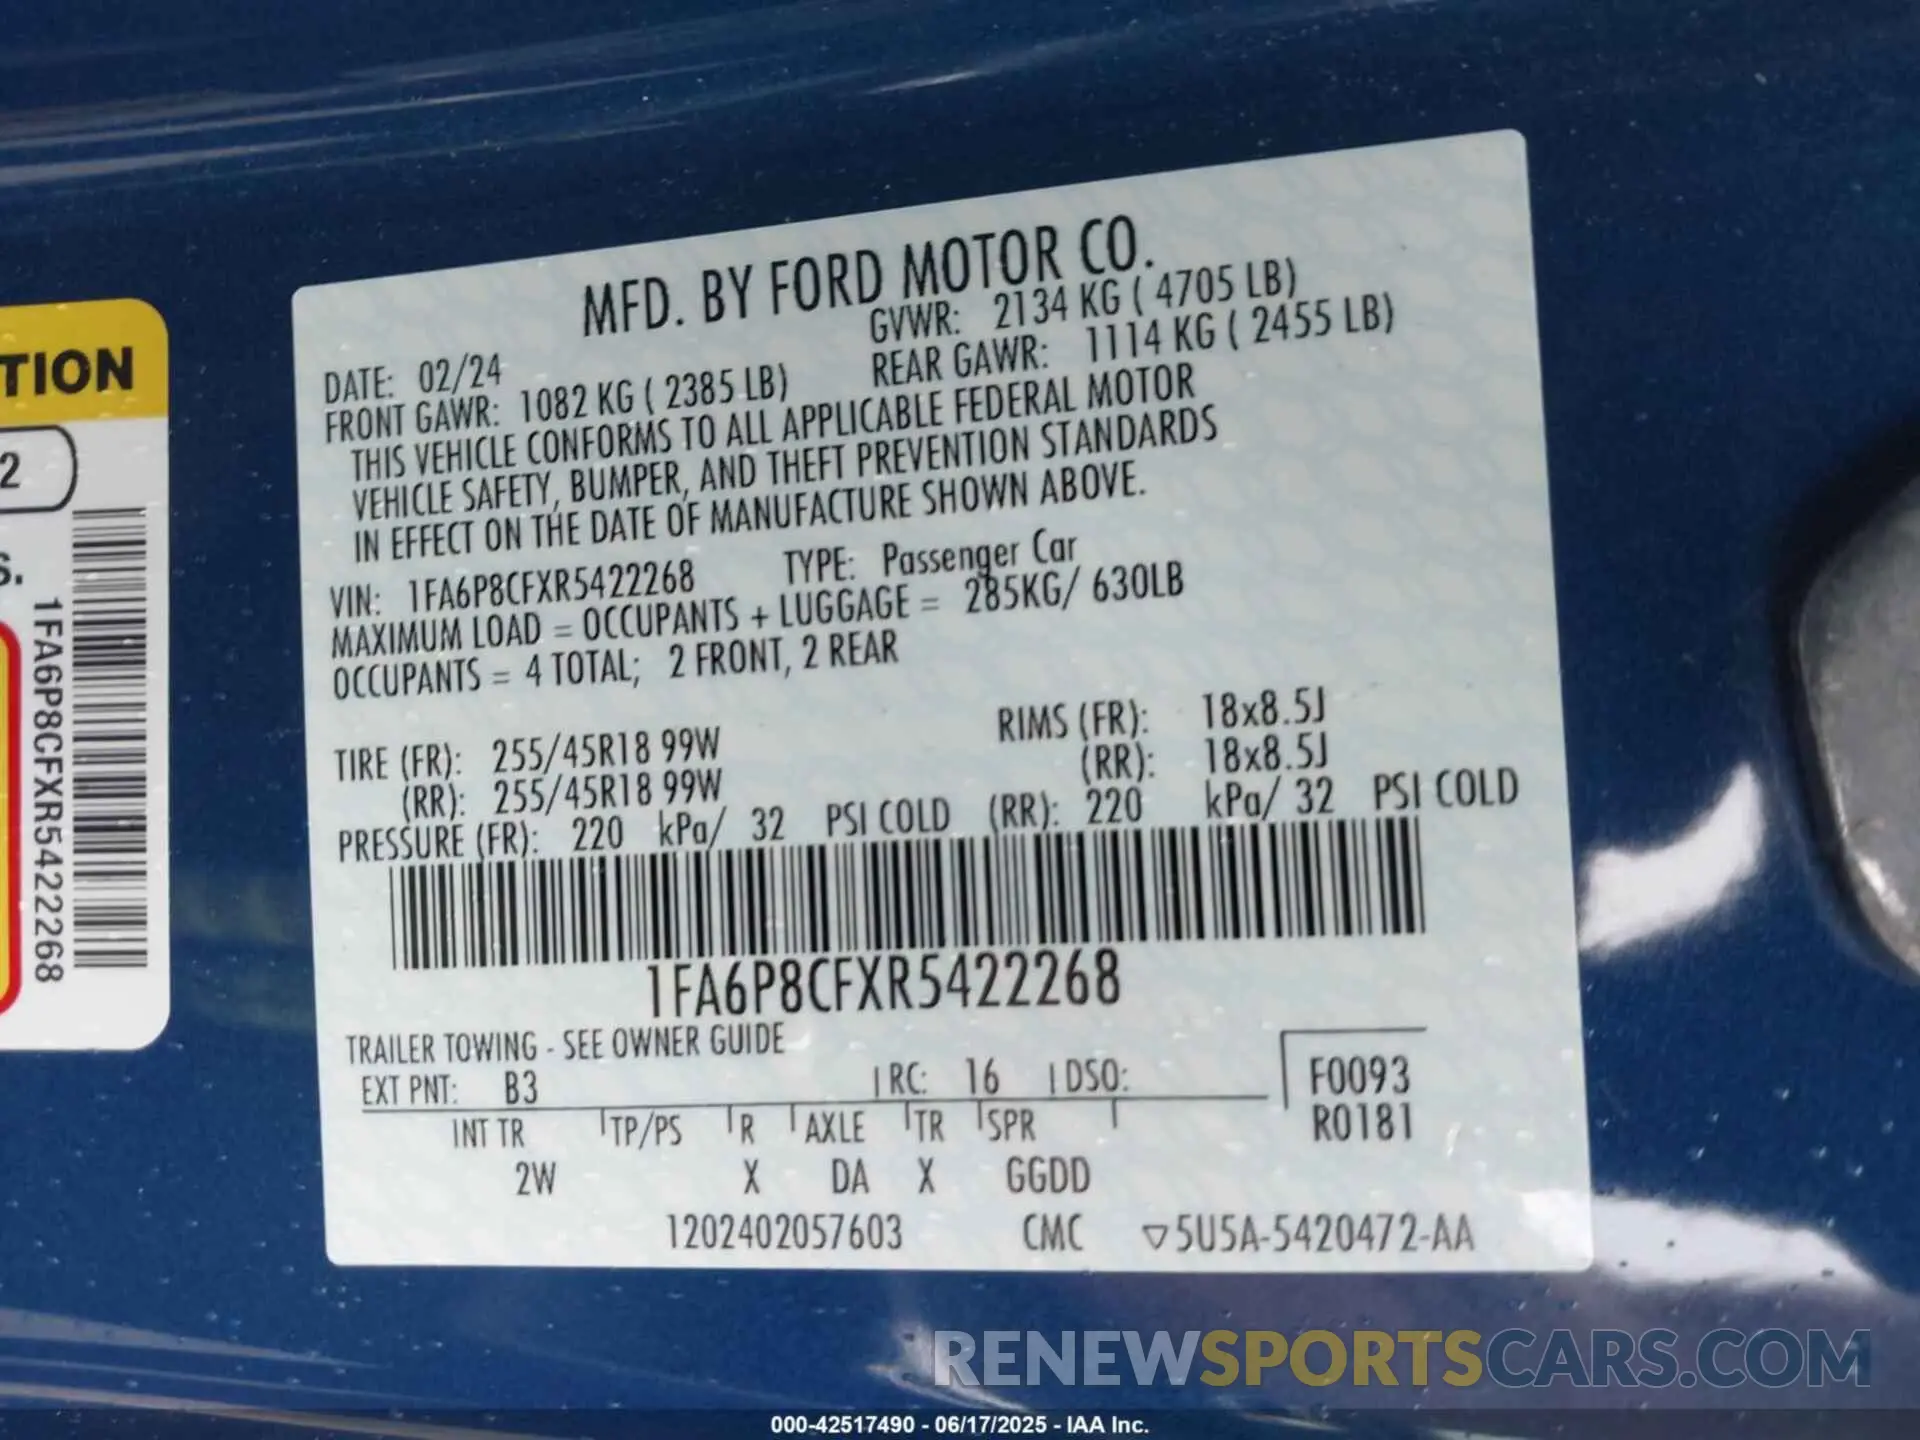 MFD. BY FORD MOTOR CO.
DATE: 02/24 GVWR: 2134 KG ( 4705 LB)
FRONT GAWR: 1082 KG ( 2385 LB) REAR GAWR: 1114 KG ( 2455 LB)
THIS VEHICLE CONFORMS TO ALL APPLICABLE FEDERAL MOTOR
VEHICLE SAFETY, BUMPER, AND THEFT PREVENTION STANDARDS
IN EFFECT ON THE DATE OF MANUFACTURE SHOWN ABOVE.
VIN: 1FA6P8CFXR5422268 TYPE: Passenger Car
MAXIMUM LOAD = OCCUPANTS + LUGGAGE = 285KG/ 630LB
OCCUPANTS = 4 TOTAL; 2 FRONT, 2 REAR
TIRE (FR): 255/45R18 99W RIMS (FR): 18x8.5J
(RR): 255/45R18 99W (RR): 18x8.5J
PRESSURE (FR): 220 kPa/ 32 PSI COLD (RR): 220 kPa/ 32 PSI COLD
1FA6P8CFXR5422268
TRAILER TOWING - SEE OWNER GUIDE
EXT PNT: B3 RC: 16 DSO: F0093
INT TR TP/PS R AXLE TR SPR R0181
2W X DA X GGDD
1202402057603 CMC ▽5U5A-5420472-AA
TION
2
S.
1FA6P8CFXR5422268
RENEWSPORTSCARS.COM
000-42517490 - 06/17/2025 - IAA Inc.